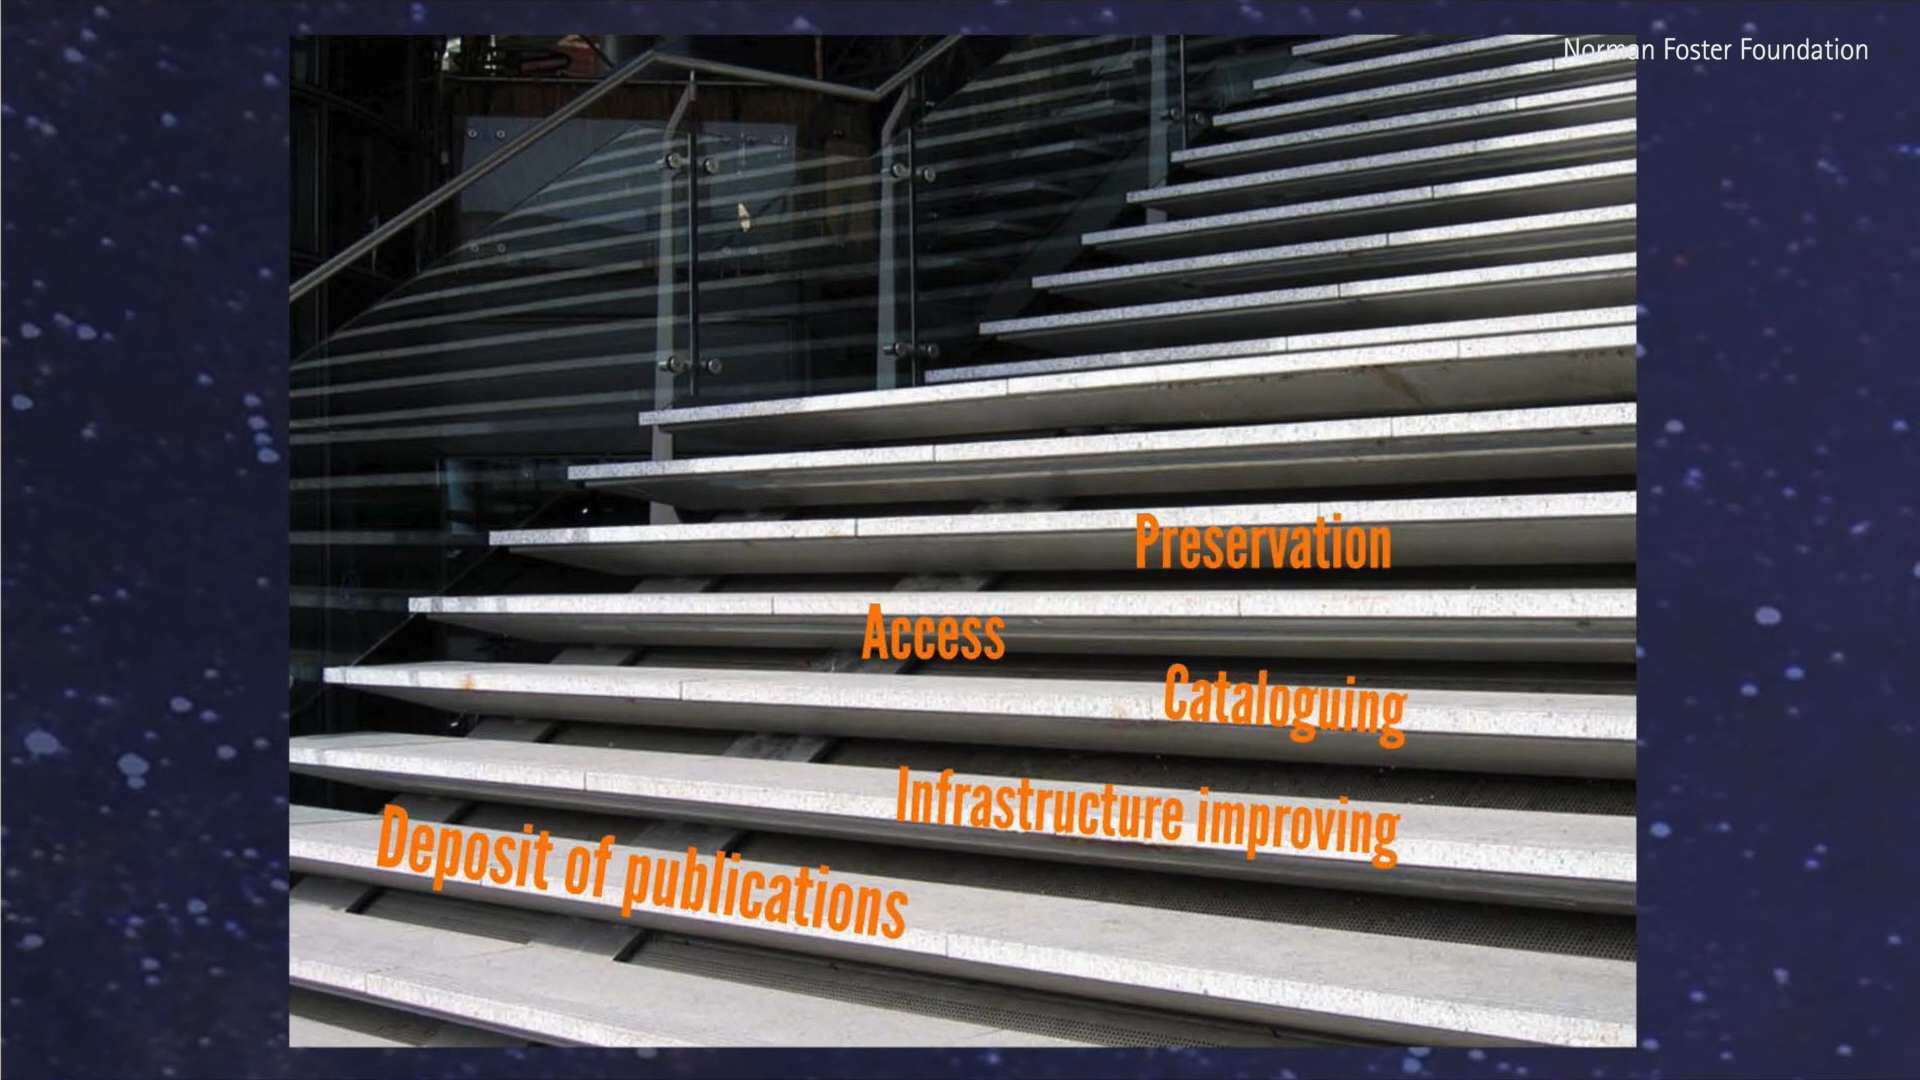 Norman Foster Foundation
Preservation
Access
Cataloguing
Infrastructure improving
Deposit of publications